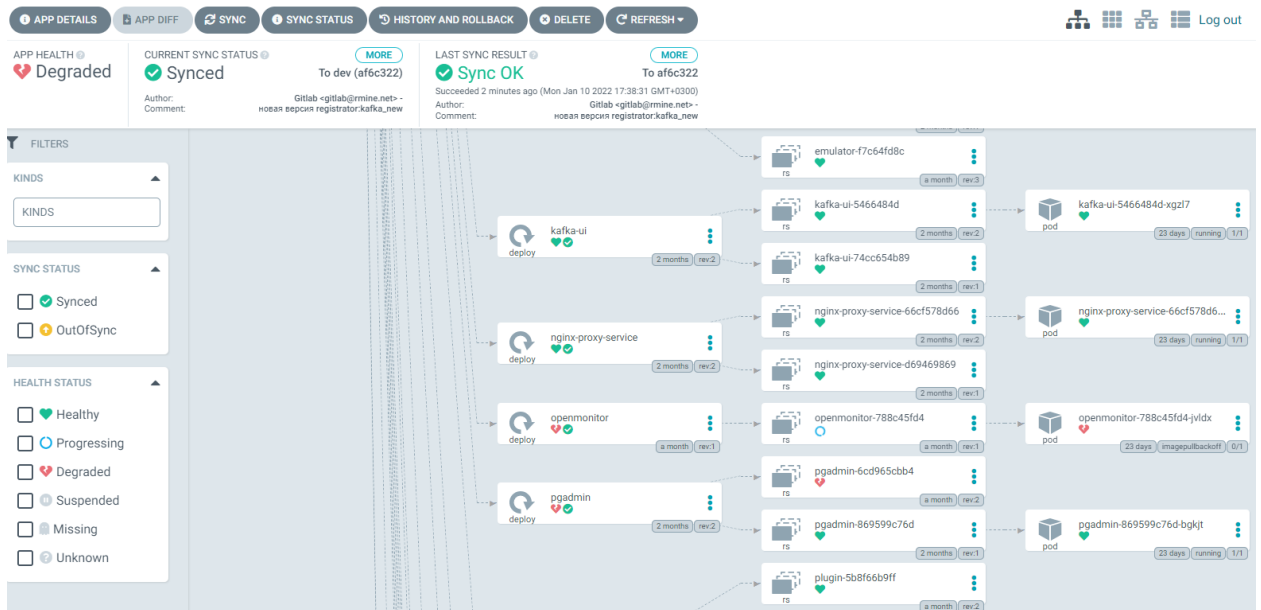 APP DETAILS APP DIFF SYNC SYNC STATUS HISTORY AND ROLLBACK DELETE REFRESH Log out
APP HEALTH
Degraded
CURRENT SYNC STATUS MORE
Synced To dev (af6c322)
Author: Gitlab <gitlab@rmine.net> -
Comment: новая версия registrator:kafka_new
LAST SYNC RESULT MORE
Sync OK To af6c322
Succeeded 2 minutes ago (Mon Jan 10 2022 17:38:31 GMT+0300)
Author: Gitlab <gitlab@rmine.net> -
Comment: новая версия registrator:kafka_new
FILTERS
KINDS
KINDS
SYNC STATUS
Synced
OutOfSync
HEALTH STATUS
Healthy
Progressing
Degraded
Suspended
Missing
Unknown
kafka-ui
deploy
2 months rev:2
nginx-proxy-service
deploy
2 months rev:2
openmonitor
deploy
a month rev:1
pgadmin
deploy
2 months rev:2
emulator-f7c64fd8c
rs
a month rev:3
kafka-ui-5466484d
rs
2 months rev:2
kafka-ui-74cc654b89
rs
2 months rev:1
nginx-proxy-service-66cf578d66
rs
2 months rev:2
nginx-proxy-service-d69469869
rs
2 months rev:1
openmonitor-788c45fd4
rs
a month rev:1
pgadmin-6cd965cbb4
rs
a month rev:2
pgadmin-869599c76d
rs
2 months rev:1
plugin-5b8f66b9ff
rs
a month rev:2
kafka-ui-5466484d-xgzl7
pod
23 days running 1/1
nginx-proxy-service-66cf578d6...
pod
23 days running 1/1
openmonitor-788c45fd4-jvldx
pod
23 days imagepullbackoff 0/1
pgadmin-869599c76d-bgkjt
pod
23 days running 1/1